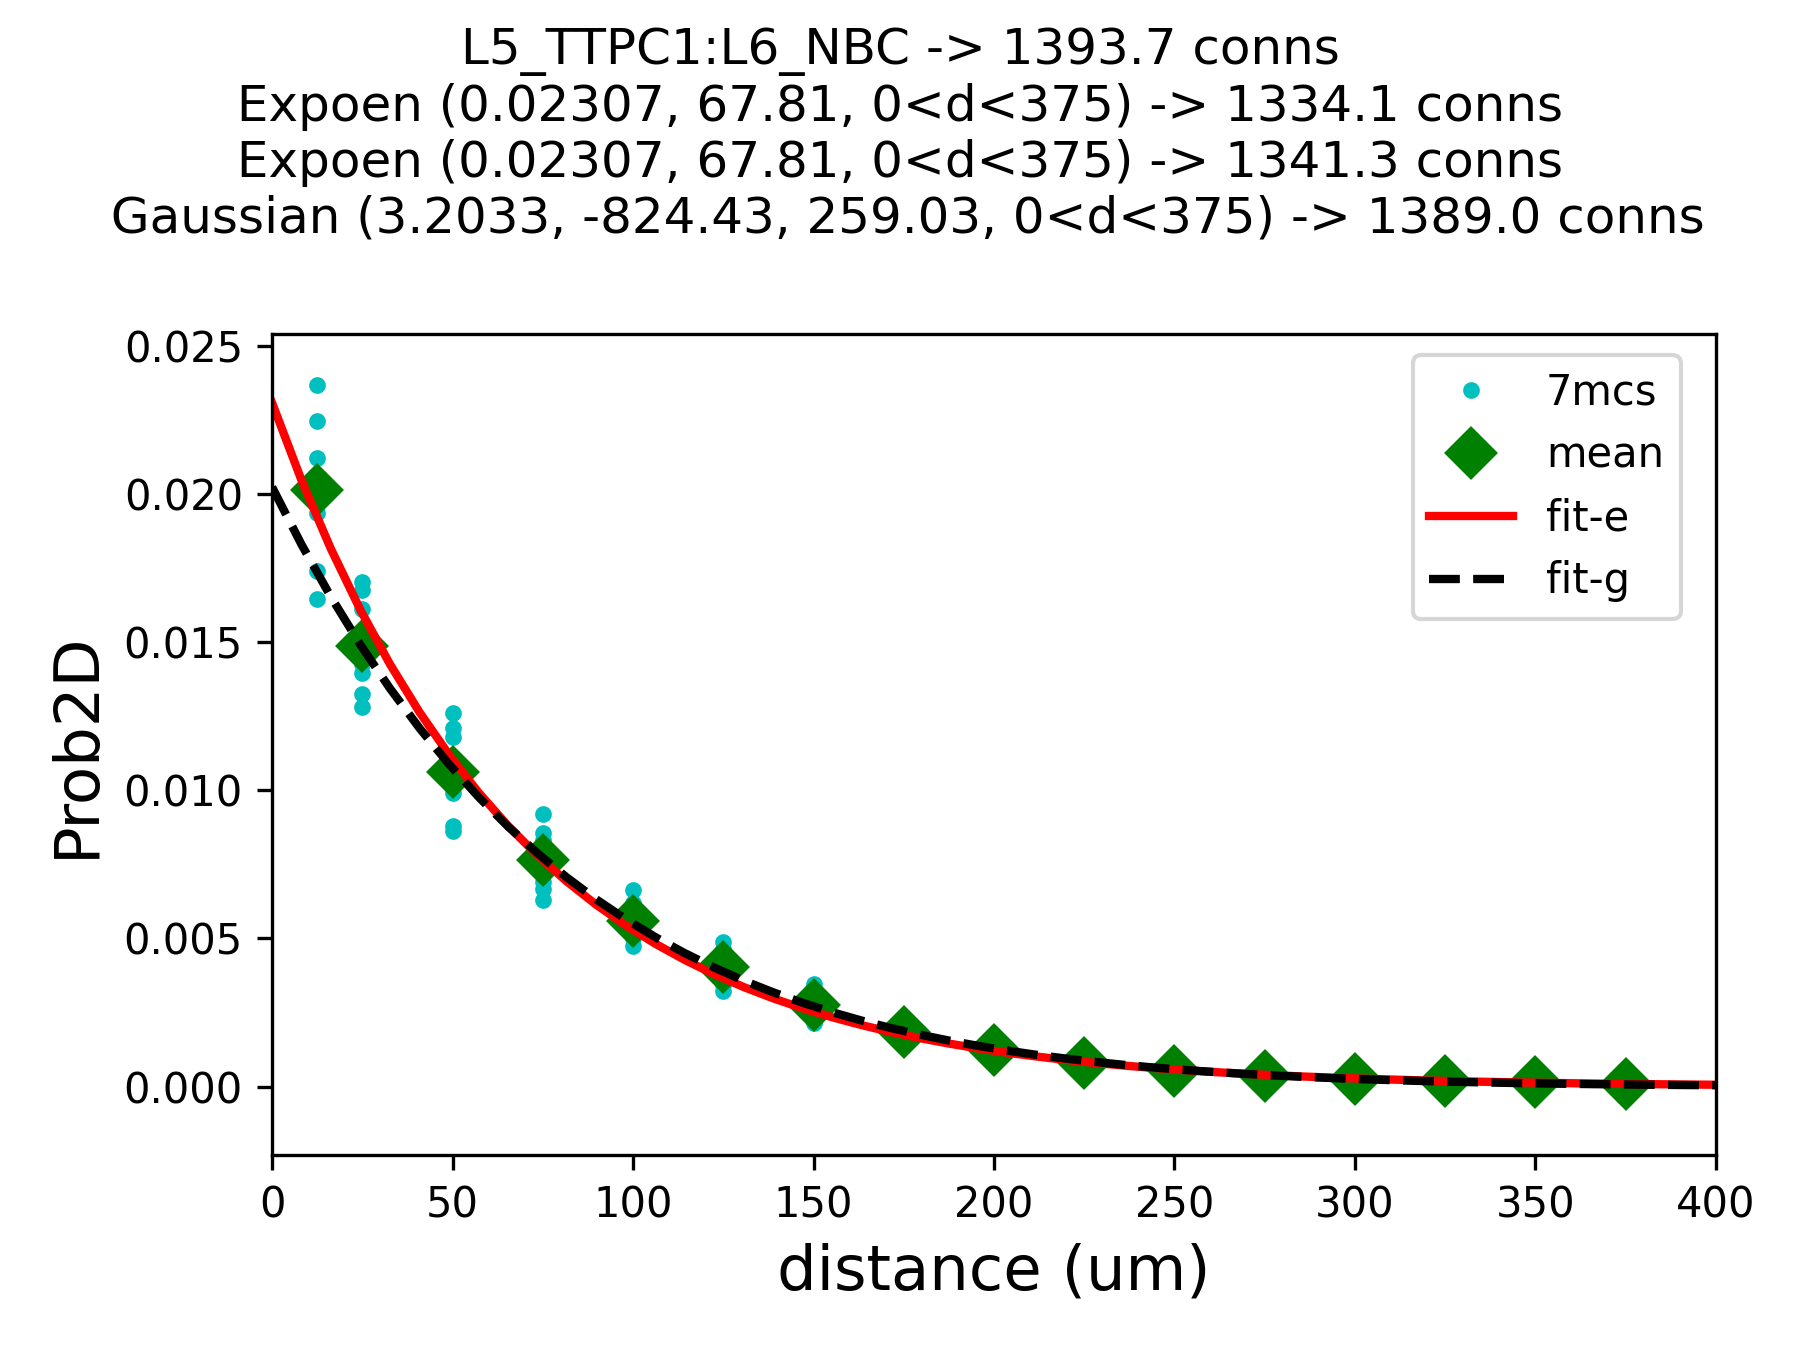 L5_TTPC1:L6_NBC -> 1393.7 conns
Expoen (0.02307, 67.81, 0<d<375) -> 1334.1 conns
Expoen (0.02307, 67.81, 0<d<375) -> 1341.3 conns
Gaussian (3.2033, -824.43, 259.03, 0<d<375) -> 1389.0 conns
0.025
0.020
0.015
0.010
0.005
0.000
Prob2D
7mcs
mean
fit-e
fit-g
0 50 100 150 200 250 300 350 400
distance (um)